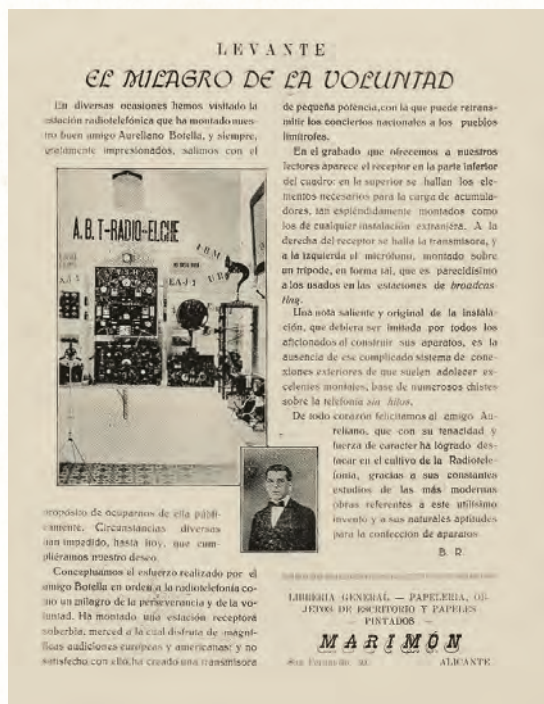 LEVANTE
EL MILAGRO DE LA VOLUNTAD
En diversas ocasiones hemos visitado la
estación radiotelefónica que ha montado nues-
tro buen amigo Aureliano Botella, y siempre,
gratamente impresionados, salimos con el
A. B. T-RADIO-ELCHE
EAJ 1
propósito de ocuparnos de ella públi-
camente. Circunstancias diversas
han impedido, hasta hoy, que cum-
pliéramos nuestro deseo.
Conceptuamos el esfuerzo realizado por el
amigo Botella en orden a la radiotelefonía co-
mo un milagro de la perseverancia y de la vo-
luntad. Ha montado una estación receptora
soberbia, merced a la cual disfruta de magní-
ficas audiciones europeas y americanas; y no
satisfecho con ello, ha creado una transmisora
de pequeña potencia, con la que puede retrans-
mitir los conciertos nacionales a los pueblos
limítrofes.
En el grabado que ofrecemos a nuestros
lectores aparece el receptor en la parte inferior
del cuadro; en la superior se hallan los ele-
mentos necesarios para la carga de acumula-
dores, tan espléndidamente montados como
los de cualquier instalación extranjera. A la
derecha del receptor se halla la transmisora, y
a la izquierda el micrófono, montado sobre
un trípode, en forma tal, que es parecidísimo
a los usados en las estaciones de broadcas-
ting.
Una nota saliente y original de la instala-
ción, que debiera ser imitada por todos los
aficionados al construir sus aparatos, es la
ausencia de ese complicado sistema de cone-
xiones exteriores de que suelen adolecer ex-
celentes montajes, base de numerosos chistes
sobre la telefonía sin hilos.
De todo corazón felicitamos al amigo Au-
reliano, que con su tenacidad y
fuerza de caracter ha logrado des-
tacar en el cultivo de la Radiotele-
fonía, gracias a sus constantes
estudios de las más modernas
obras referentes a este utilísimo
invento y a sus naturales aptitudes
para la confección de aparatos
B. R.
LIBRERIA GENERAL — PAPELERIA, OB-
JETOS DE ESCRITORIO Y PAPELES
— PINTADOS —
MARIMÓN
San Fernando,
ALICANTE